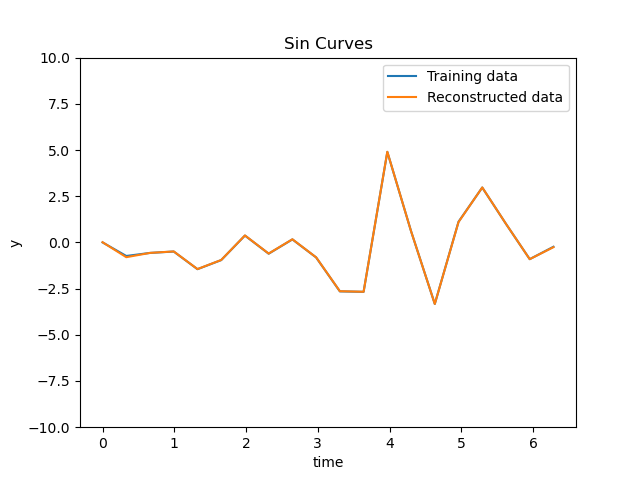 Sin Curves
Training data
Reconstructed data
y
10.0
7.5
5.0
2.5
0.0
−2.5
−5.0
−7.5
−10.0
0 1 2 3 4 5 6
time